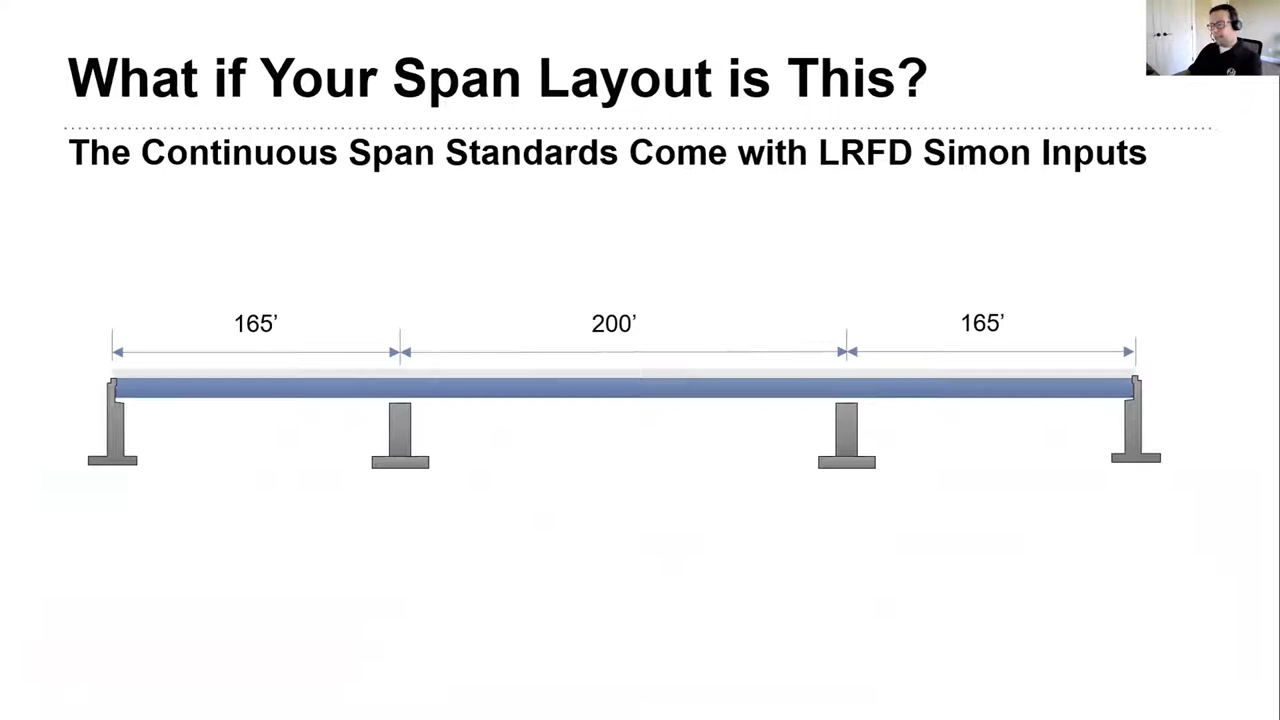 What if Your Span Layout is This?
The Continuous Span Standards Come with LRFD Simon Inputs
165’ 200’ 165’